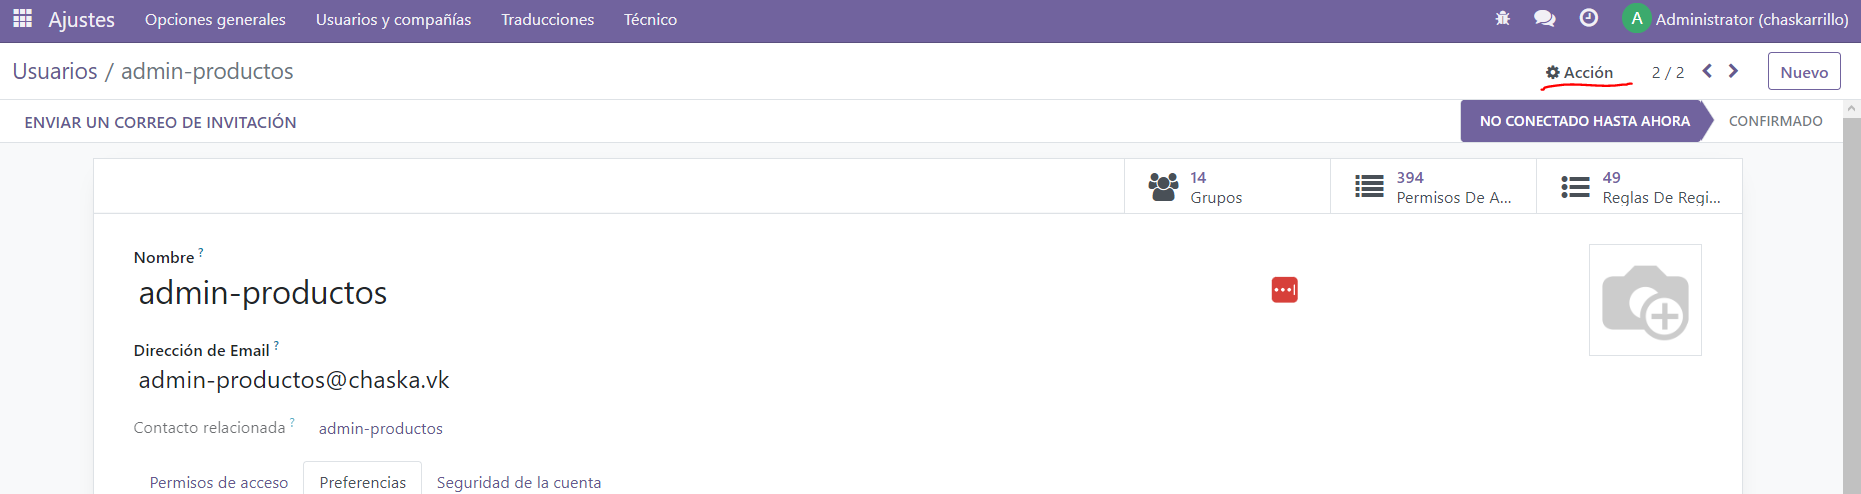 Ajustes Opciones generales Usuarios y compañías Traducciones Técnico A Administrator (chaskarrillo)
Usuarios / admin-productos Acción 2 / 2 Nuevo
ENVIAR UN CORREO DE INVITACIÓN NO CONECTADO HASTA AHORA CONFIRMADO
14 394 49
Grupos Permisos De A... Reglas De Regi...
Nombre ?
admin-productos
Dirección de Email ?
admin-productos@chaska.vk
Contacto relacionada ? admin-productos
Permisos de acceso Preferencias Seguridad de la cuenta